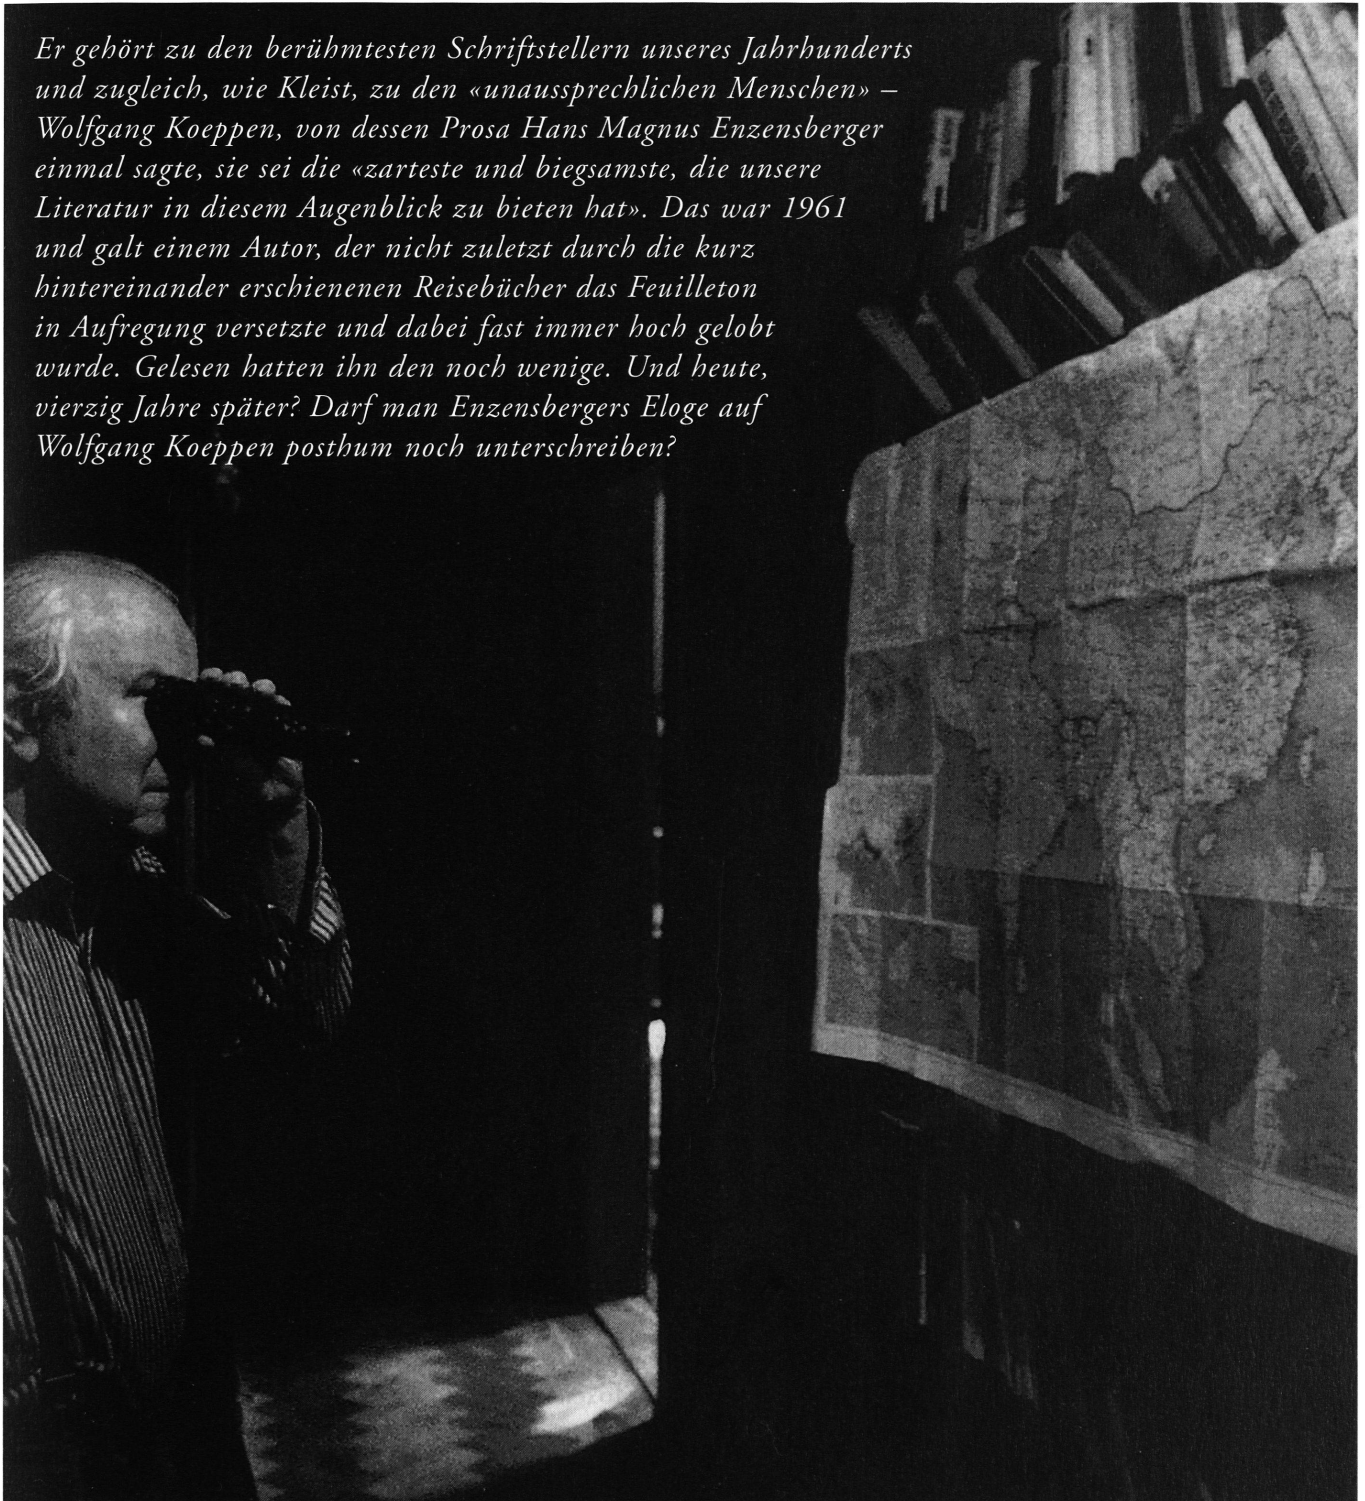 Er gehört zu den berühmtesten Schriftstellern unseres Jahrhunderts
und zugleich, wie Kleist, zu den «unaussprechlichen Menschen» –
Wolfgang Koeppen, von dessen Prosa Hans Magnus Enzensberger
einmal sagte, sie sei die «zarteste und biegsamste, die unsere
Literatur in diesem Augenblick zu bieten hat». Das war 1961
und galt einem Autor, der nicht zuletzt durch die kurz
hintereinander erschienenen Reisebücher das Feuilleton
in Aufregung versetzte und dabei fast immer hoch gelobt
wurde. Gelesen hatten ihn den noch wenige. Und heute,
vierzig Jahre später? Darf man Enzensbergers Eloge auf
Wolfgang Koeppen posthum noch unterschreiben?